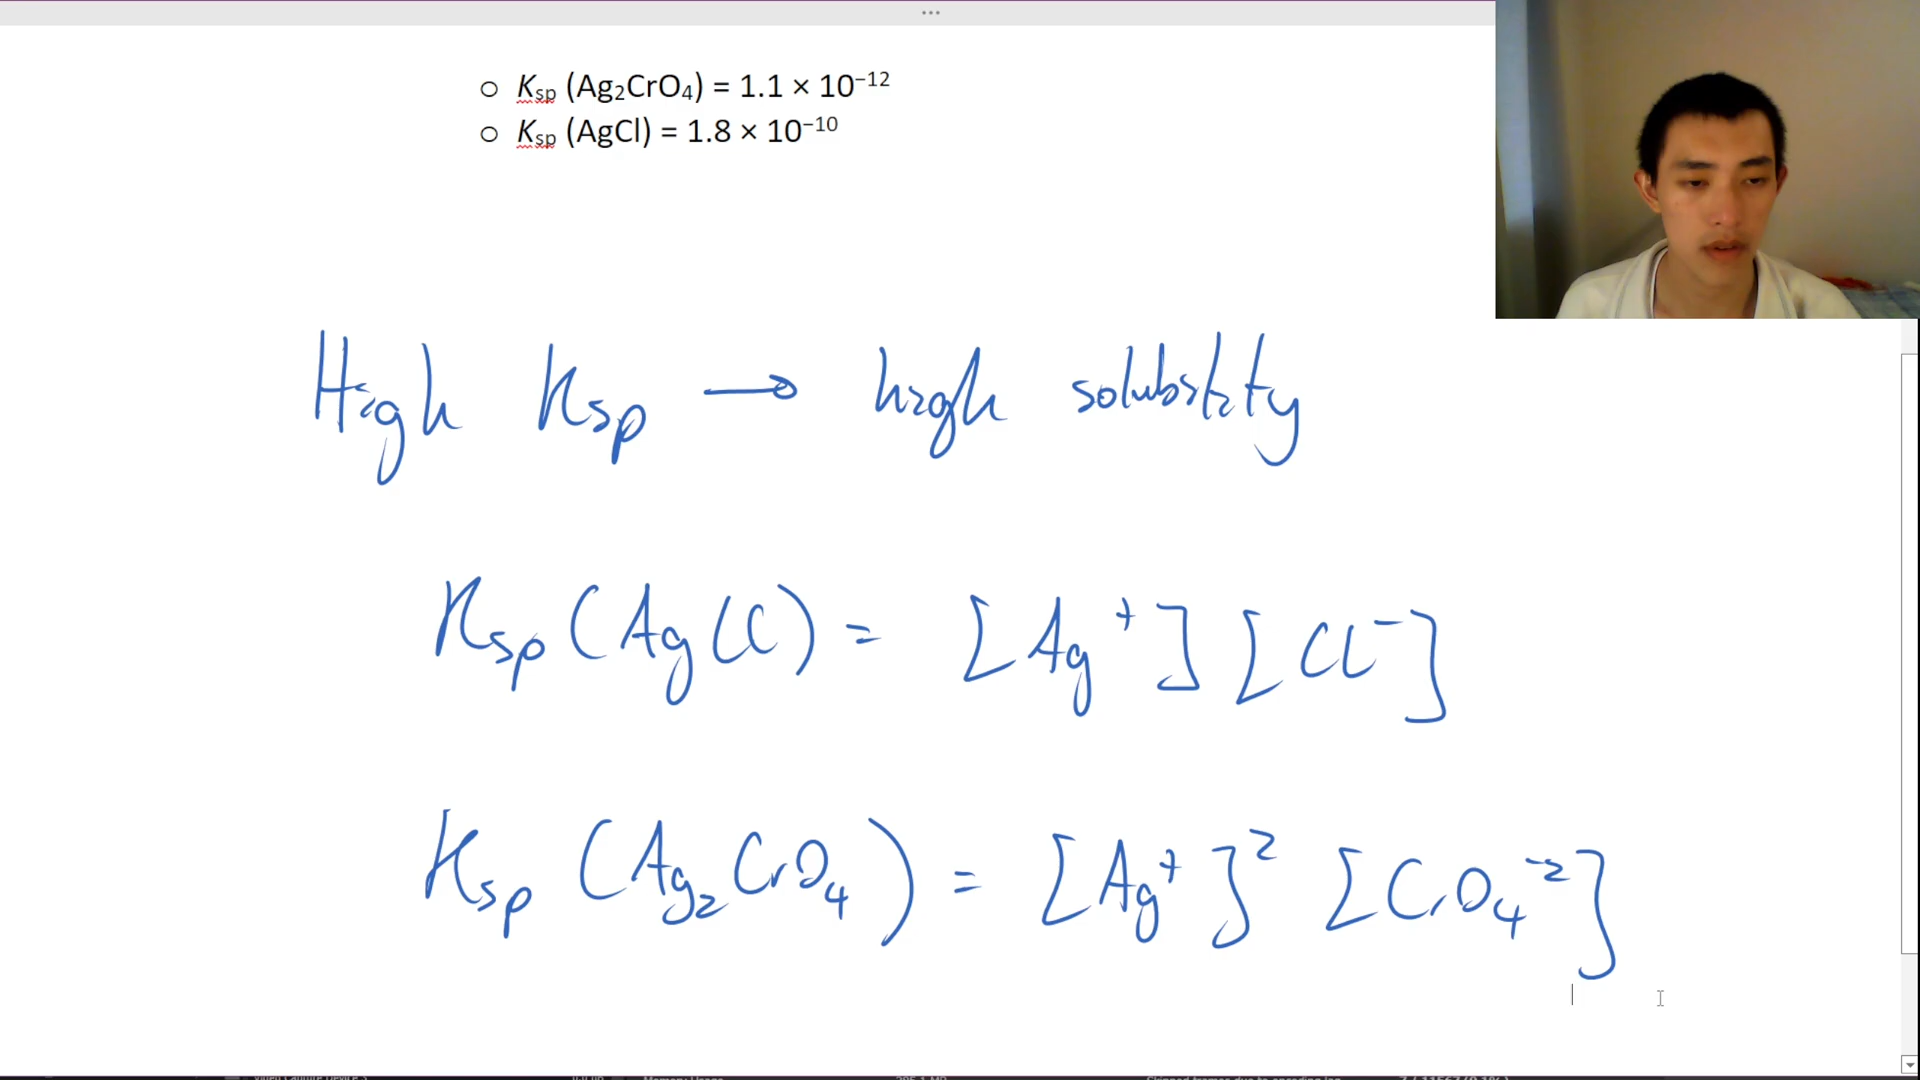 ...
○ Ksp (Ag₂CrO₄) = 1.1 × 10⁻¹²
○ Ksp (AgCl) = 1.8 × 10⁻¹⁰
High Ksp → high solubility
Ksp (AgCl) = [Ag⁺] [Cl⁻]
Ksp (Ag₂CrO₄) = [Ag⁺]² [CrO₄⁻²]